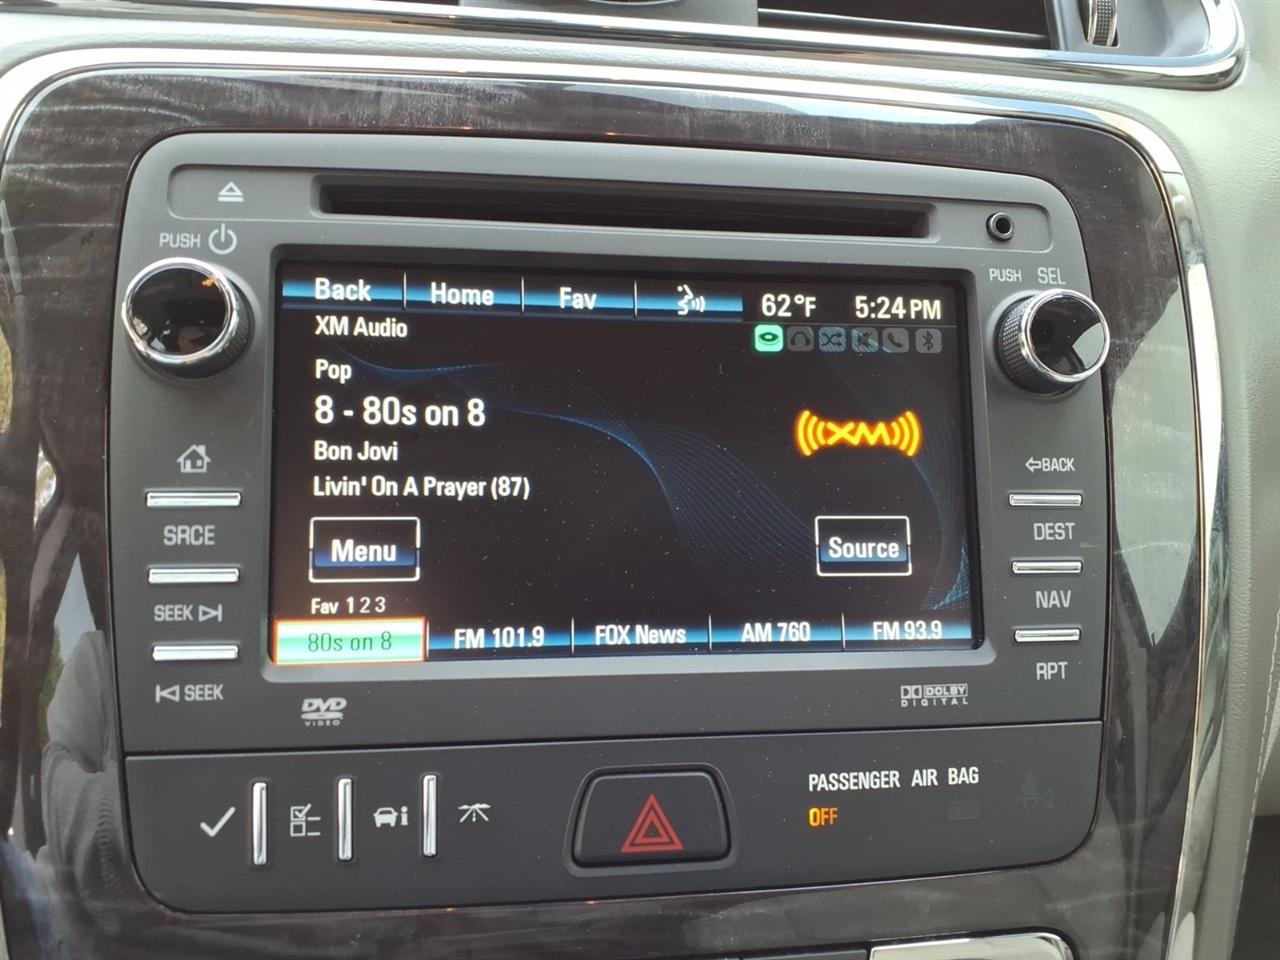 PUSH
PUSH SEL
Back Home Fav 62°F 5:24 PM
XM Audio
Pop
8 - 80s on 8
XM
Bon Jovi
Livin' On A Prayer (87)
Menu Source
Fav 1 2 3
80s on 8 FM 101.9 FOX News AM 760 FM 93.9
SRCE
SEEK
SEEK
BACK
DEST
NAV
RPT
DVD
VIDEO
DOLBY
DIGITAL
PASSENGER AIR BAG
OFF